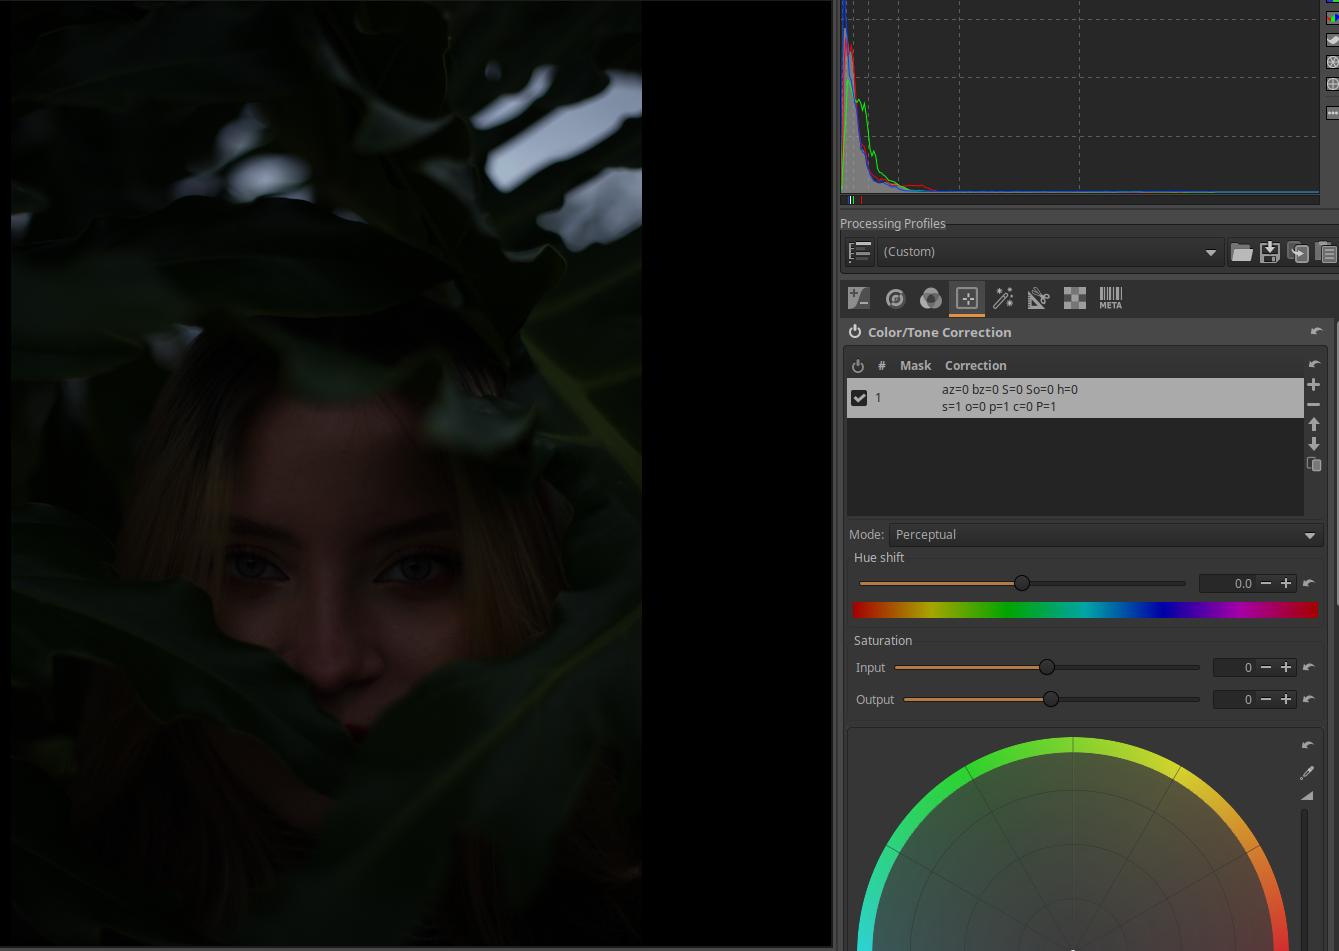 Processing Profiles
(Custom)
META
Color/Tone Correction
# Mask Correction
1 az=0 bz=0 S=0 So=0 h=0
s=1 o=0 p=1 c=0 P=1
Mode: Perceptual
Hue shift
0.0
Saturation
Input 0
Output 0